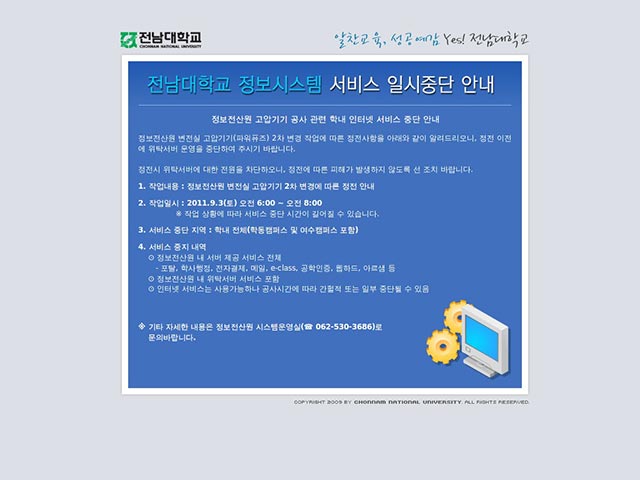 전남대학교
CHONNAM NATIONAL UNIVERSITY
알찬교육, 성공예감 Yes! 전남대학교
전남대학교 정보시스템 서비스 일시중단 안내
정보전산원 고압기기 공사 관련 학내 인터넷 서비스 중단 안내
정보전산원 변전실 고압기기(파워퓨즈) 2차 변경 작업에 따른 정전사항을 아래와 같이 알려드리오니, 정전 이전
에 위탁서버 운영을 중단하여 주시기 바랍니다.
정전시 위탁서버에 대한 전원을 차단하오니, 정전에 따른 피해가 발생하지 않도록 선 조치 바랍니다.
1. 작업내용 : 정보전산원 변전실 고압기기 2차 변경에 따른 정전 안내
2. 작업일시 : 2011.9.3(토) 오전 6:00 ~ 오전 8:00
※ 작업 상황에 따라 서비스 중단 시간이 길어질 수 있습니다.
3. 서비스 중단 지역 : 학내 전체(학동캠퍼스 및 여수캠퍼스 포함)
4. 서비스 중지 내역
⊙ 정보전산원 내 서버 제공 서비스 전체
- 포탈, 학사행정, 전자결재, 메일, e-class, 공학인증, 웹하드, 아르샘 등
⊙ 정보전산원 내 위탁서버 서비스 포함
⊙ 인터넷 서비스는 사용가능하나 공사시간에 따라 간헐적 또는 일부 중단될 수 있음
※ 기타 자세한 내용은 정보전산원 시스템운영실(☎ 062-530-3686)로
문의바랍니다.
COPYRIGHT 2009 BY CHONNAM NATIONAL UNIVERSITY. ALL RIGHTS RESERVED.